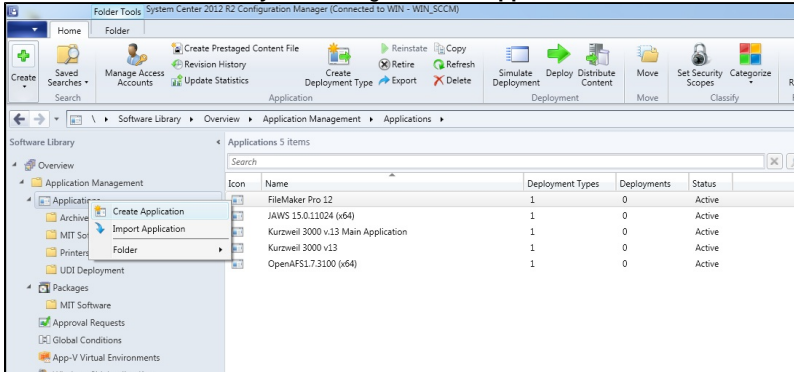 Folder Tools System Center 2012 R2 Configuration Manager (Connected to WIN - WIN_SCCM)
Home Folder
Create
Saved Searches
Search
Manage Access Accounts
Create Prestaged Content File
Revision History
Update Statistics
Create Deployment Type
Reinstate
Retire
Export
Copy
Refresh
Delete
Application
Simulate Deployment
Deploy
Distribute Content
Deployment
Move
Move
Set Security Scopes
Categorize
Classify
\ Software Library Overview Application Management Applications
Software Library
Overview
Application Management
Applications
Archive
MIT So
Printers
UDI Deployment
Packages
MIT Software
Approval Requests
Global Conditions
App-V Virtual Environments
Create Application
Import Application
Folder
Applications 5 items
Search
Icon Name Deployment Types Deployments Status
FileMaker Pro 12 1 0 Active
JAWS 15.0.11024 (x64) 1 0 Active
Kurzweil 3000 v.13 Main Application 1 0 Active
Kurzweil 3000 v13 1 0 Active
OpenAFS1.7.3100 (x64) 1 0 Active